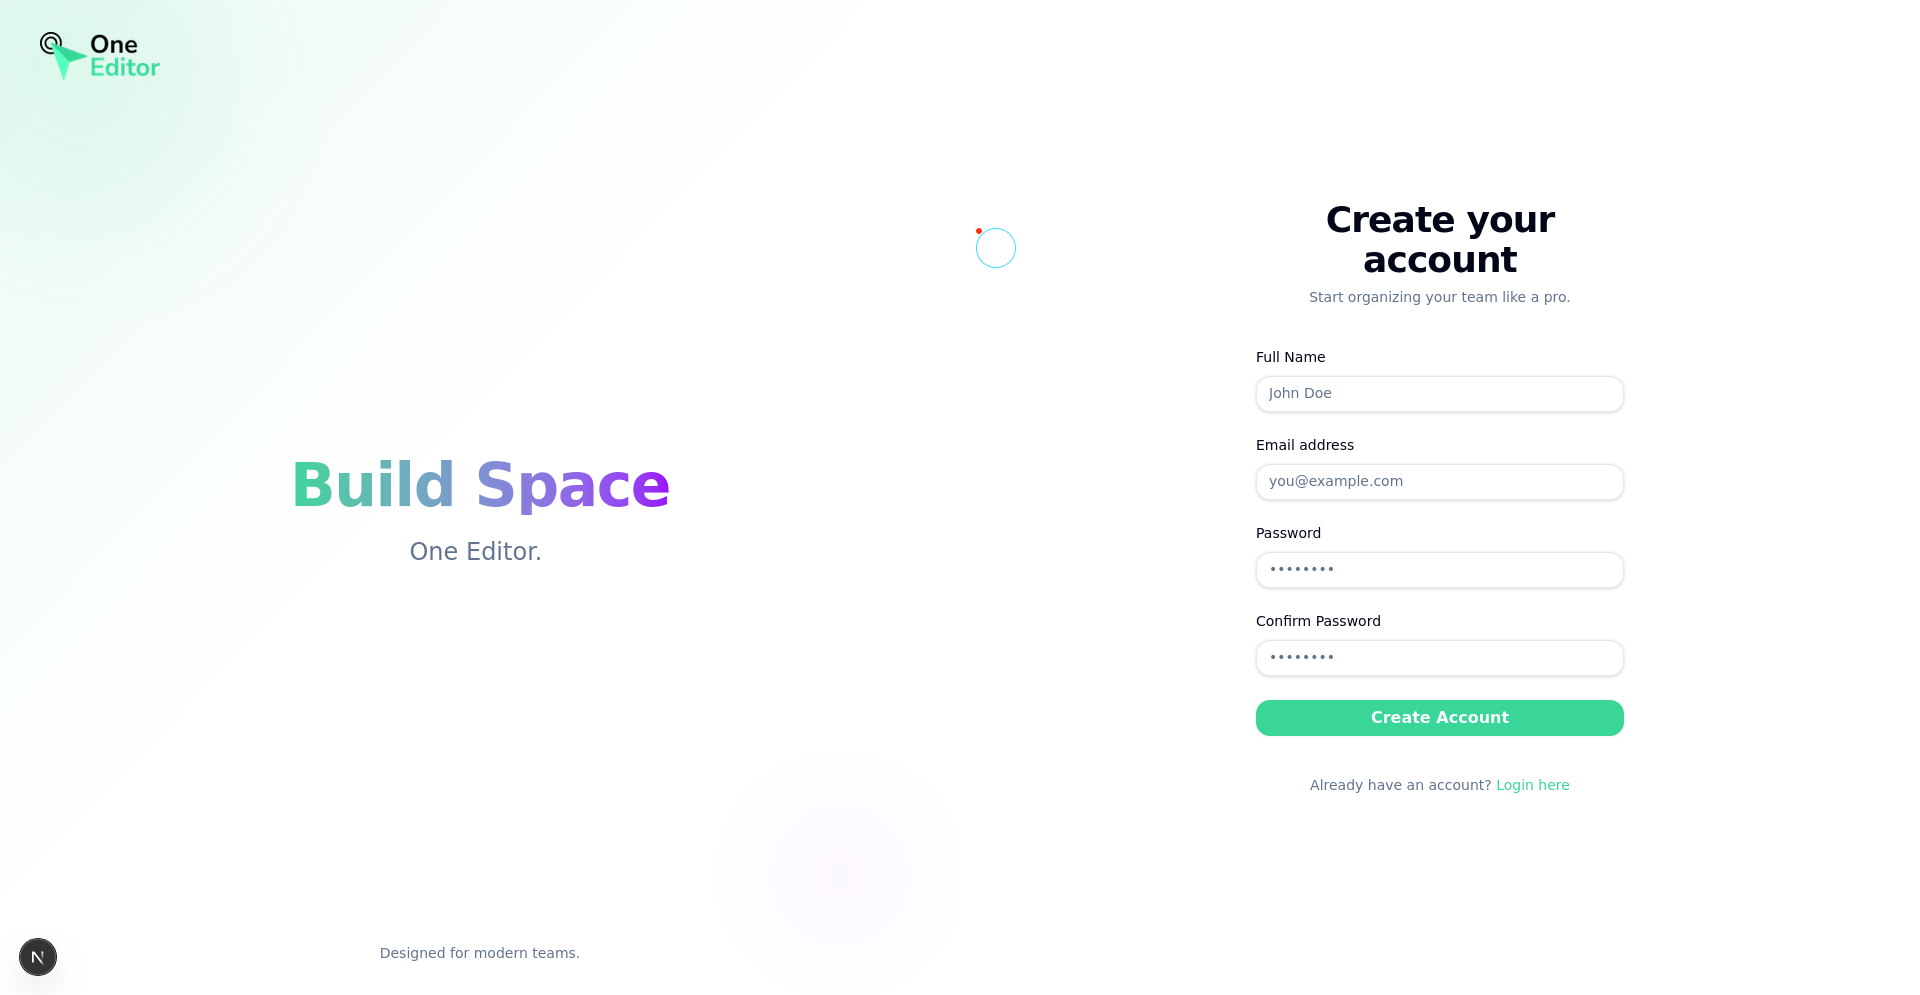 One
Editor
Build Space
One Editor.
Designed for modern teams.
N
Create your
account
Start organizing your team like a pro.
Full Name
John Doe
Email address
you@example.com
Password
••••••••
Confirm Password
••••••••
Create Account
Already have an account? Login here